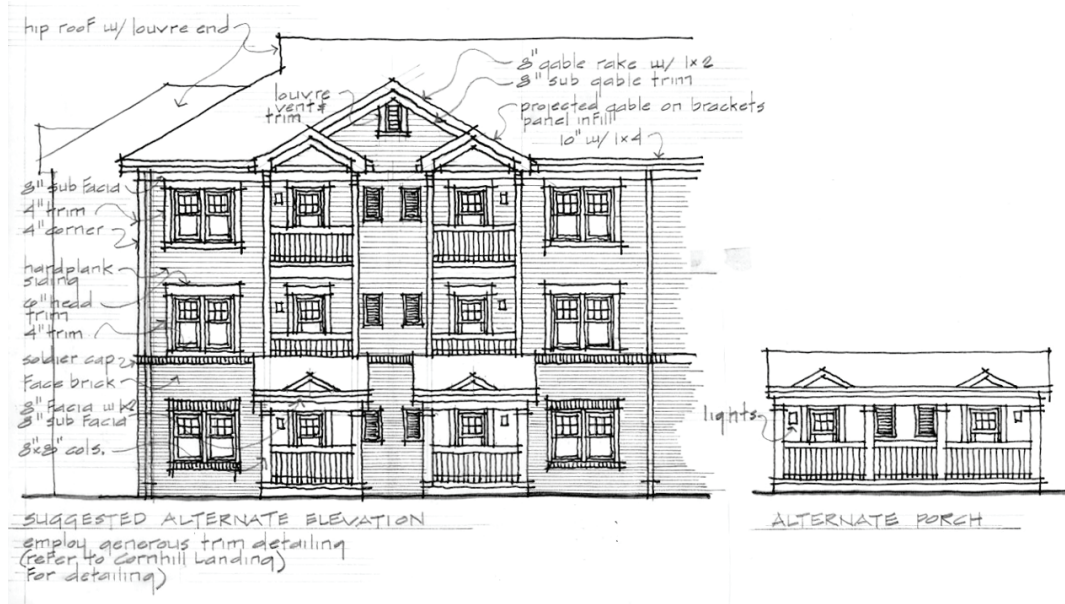 hip roof w/ louvre end
8" gable rake w/ 1x2
8" sub gable trim
louvre
vent &
trim
projected gable on brackets
panel infill
10" w/ 1x4
8" sub Facia
4" trim
4" corner
hardplank
siding
6" head
trim
4" trim
soldier cap
Face brick
8" Facia w/ 1x2
8" sub Facia
8x8" cols.
lights
SUGGESTED ALTERNATE ELEVATION
employ generous trim detailing
(refer to Cornhill Landing)
For detailing)
ALTERNATE PORCH